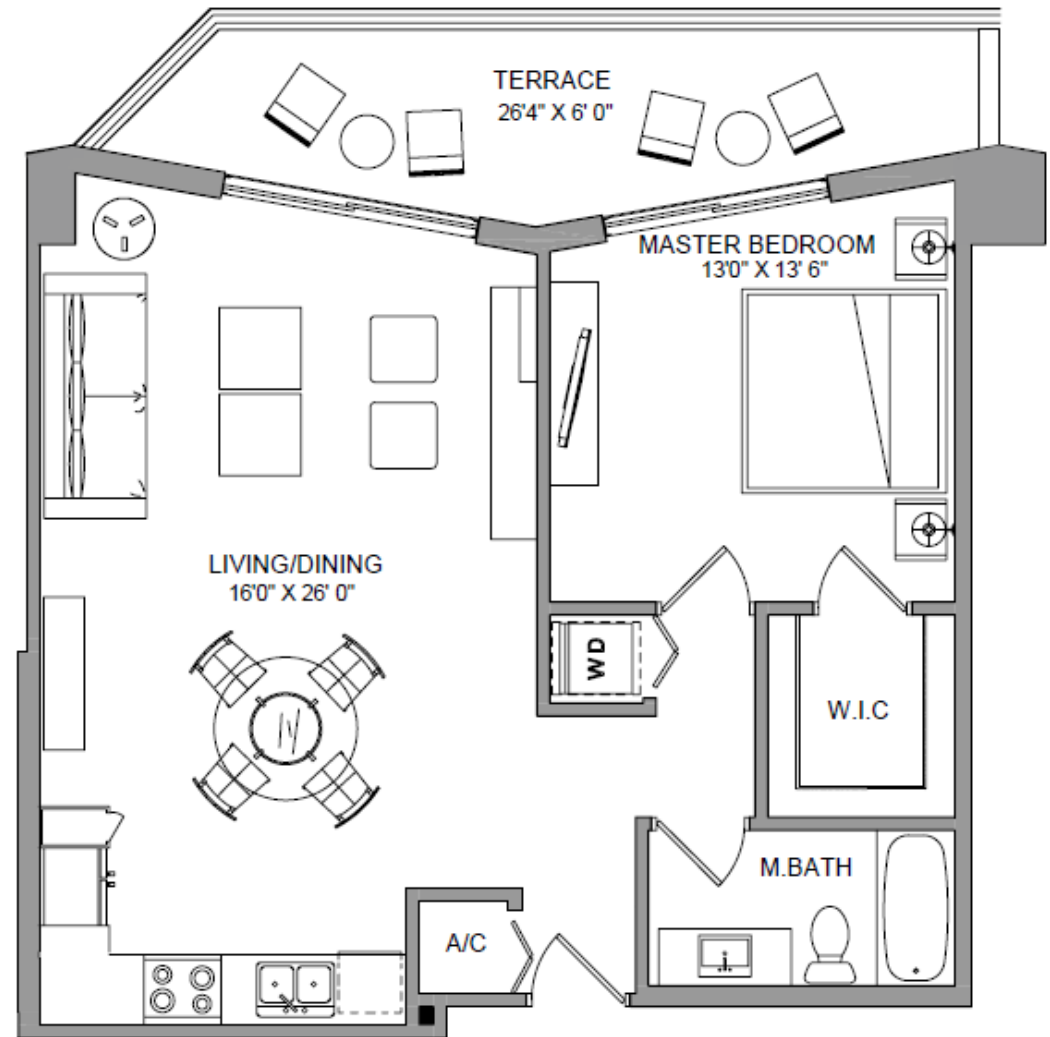 TERRACE
26'4" X 6' 0"
MASTER BEDROOM
13'0" X 13' 6"
LIVING/DINING
16'0" X 26' 0"
WD
W.I.C
M.BATH
A/C